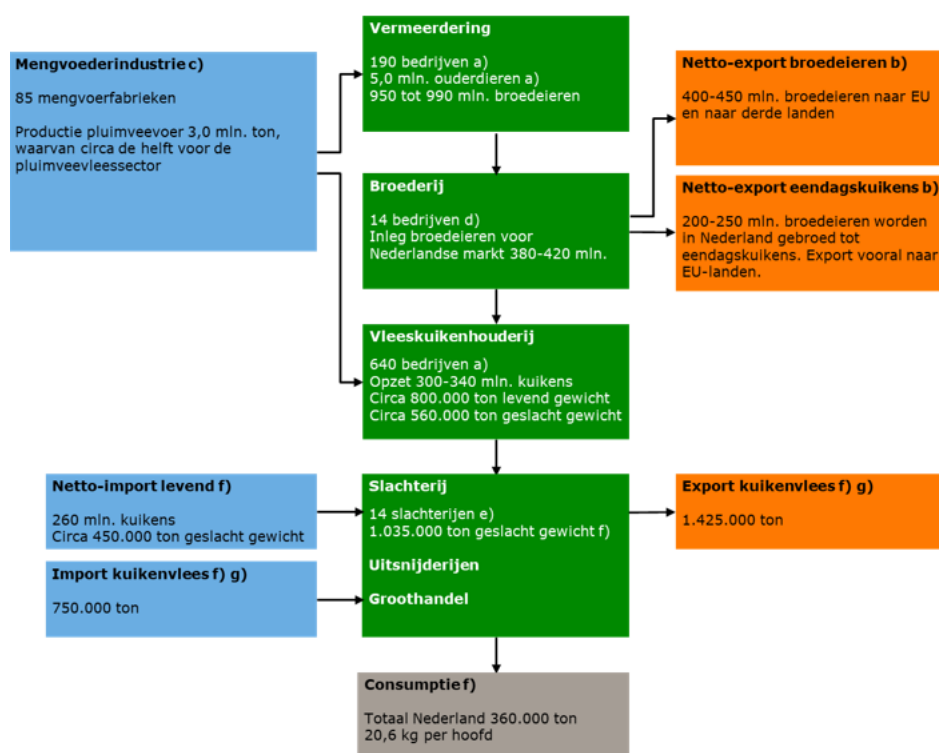 Vermeerdering
190 bedrijven a)
5,0 mln. ouderdieren a)
950 tot 990 mln. broedeieren
Mengvoederindustrie c)
85 mengvoerfabrieken
Productie pluimveevoer 3,0 mln. ton,
waarvan circa de helft voor de
pluimveevleessector
Netto-export broedeieren b)
400-450 mln. broedeieren naar EU
en naar derde landen
Broederij
14 bedrijven d)
Inleg broedeieren voor
Nederlandse markt 380-420 mln.
Netto-export eendagskuikens b)
200-250 mln. broedeieren worden
in Nederland gebroed tot
eendagskuikens. Export vooral naar
EU-landen.
Vleeskuikenhouderij
640 bedrijven a)
Opzet 300-340 mln. kuikens
Circa 800.000 ton levend gewicht
Circa 560.000 ton geslacht gewicht
Netto-import levend f)
260 mln. kuikens
Circa 450.000 ton geslacht gewicht
Slachterij
14 slachterijen e)
1.035.000 ton geslacht gewicht f)
Uitsnijderijen
Groothandel
Export kuikenvlees f) g)
1.425.000 ton
Import kuikenvlees f) g)
750.000 ton
Consumptie f)
Totaal Nederland 360.000 ton
20,6 kg per hoofd